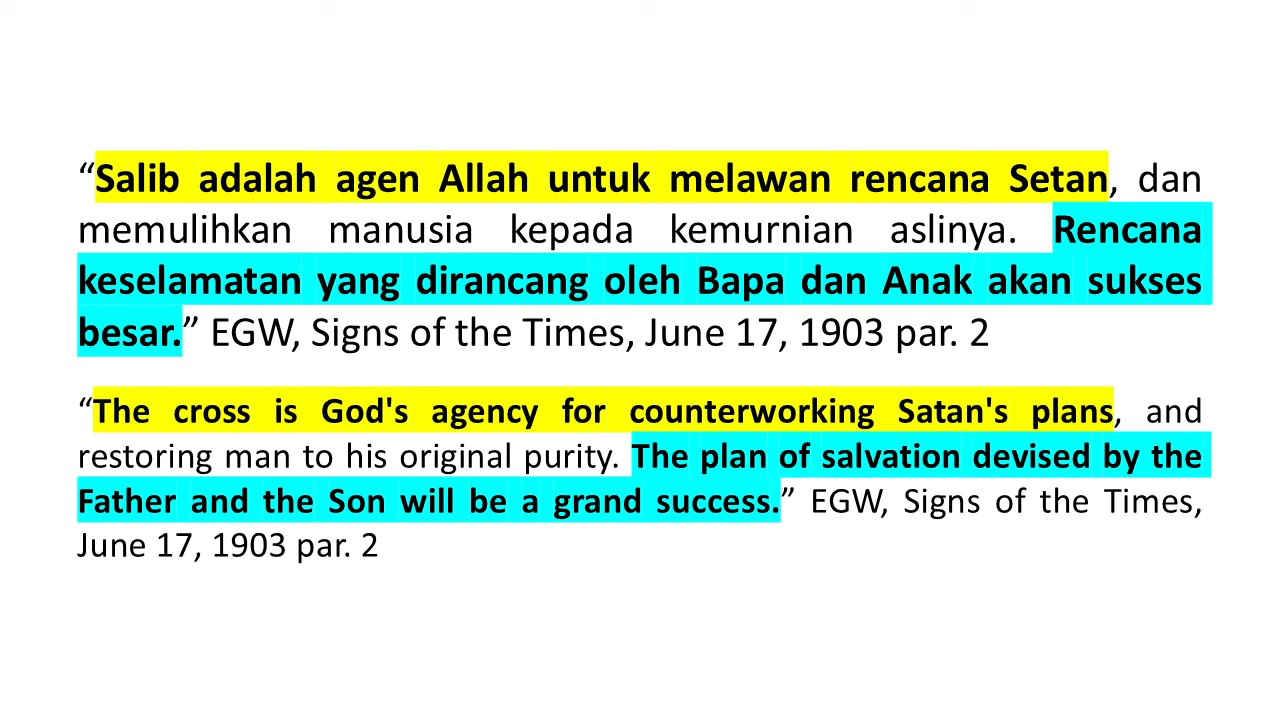 “Salib adalah agen Allah untuk melawan rencana Setan, dan
memulihkan manusia kepada kemurnian aslinya. Rencana
keselamatan yang dirancang oleh Bapa dan Anak akan sukses
besar.” EGW, Signs of the Times, June 17, 1903 par. 2
“The cross is God's agency for counterworking Satan's plans, and
restoring man to his original purity. The plan of salvation devised by the
Father and the Son will be a grand success.” EGW, Signs of the Times,
June 17, 1903 par. 2